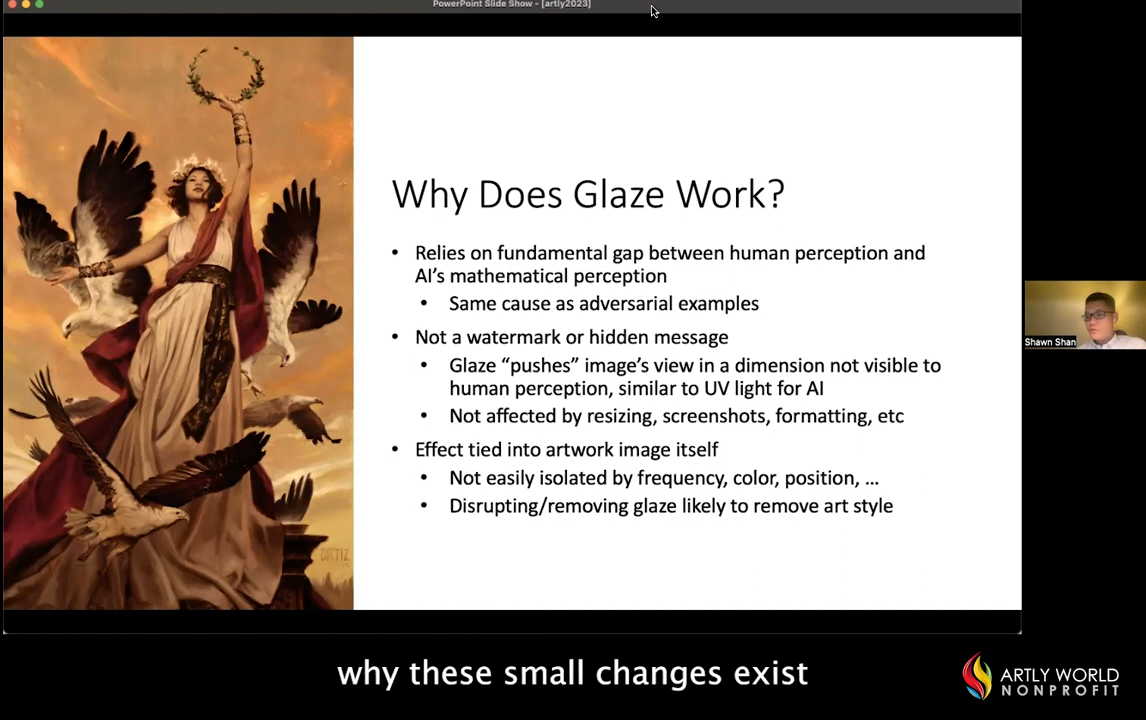 PowerPoint Slide Show - [artly2023]
Why Does Glaze Work?
• Relies on fundamental gap between human perception and
AI's mathematical perception
• Same cause as adversarial examples
• Not a watermark or hidden message
• Glaze “pushes” image's view in a dimension not visible to
human perception, similar to UV light for AI
• Not affected by resizing, screenshots, formatting, etc
• Effect tied into artwork image itself
• Not easily isolated by frequency, color, position, ...
• Disrupting/removing glaze likely to remove art style
ORTIZ
Shawn Shan
why these small changes exist
ARTLY WORLD
NONPROFIT